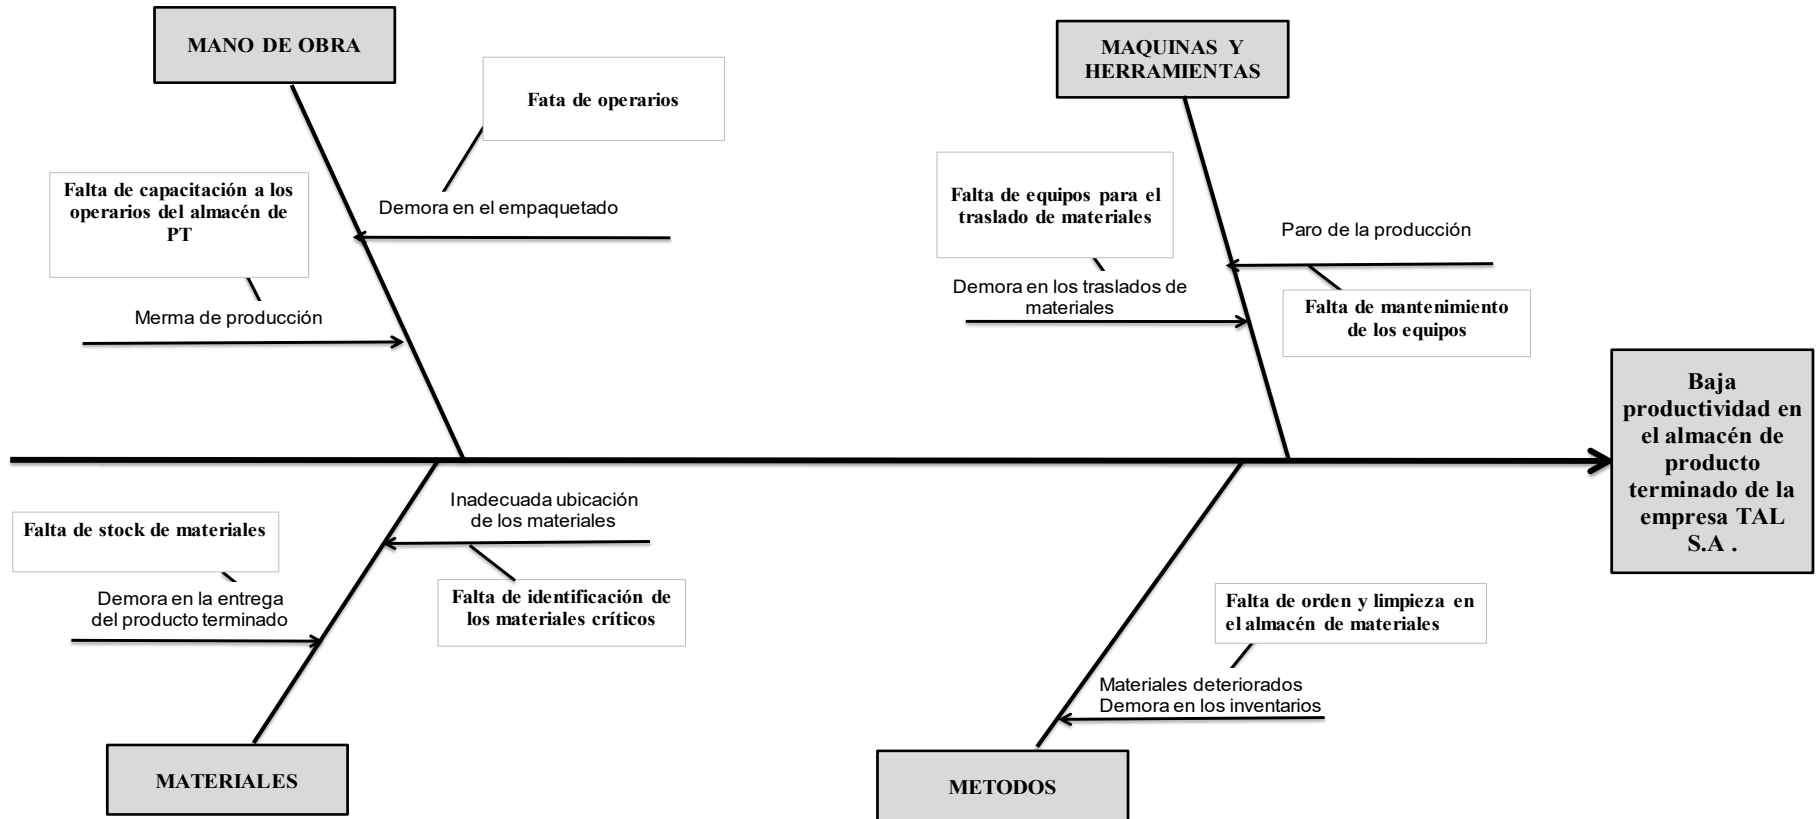 MANO DE OBRA
MAQUINAS Y
HERRAMIENTAS
Fata de operarios
Falta de capacitación a los
operarios del almacén de
PT
Demora en el empaquetado
Merma de producción
Falta de equipos para el
traslado de materiales
Paro de la producción
Demora en los traslados de
materiales
Falta de mantenimiento
de los equipos
Baja
productividad en
el almacén de
producto
terminado de la
empresa TAL
S.A .
Inadecuada ubicación
de los materiales
Falta de stock de materiales
Falta de identificación de
los materiales críticos
Demora en la entrega
del producto terminado
Falta de orden y limpieza en
el almacén de materiales
Materiales deteriorados
Demora en los inventarios
MATERIALES
METODOS